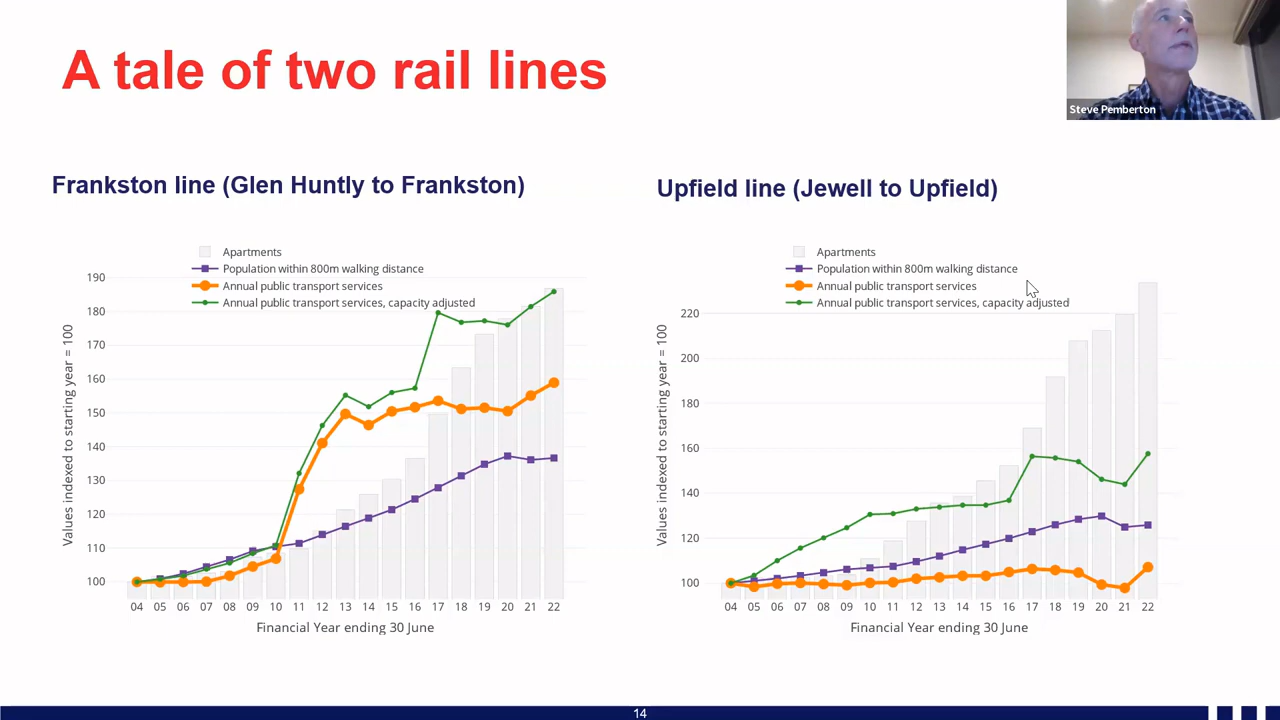 A tale of two rail lines
Steve Pemberton
Frankston line (Glen Huntly to Frankston)
Apartments
Population within 800m walking distance
Annual public transport services
Annual public transport services, capacity adjusted
Values indexed to starting year = 100
190
180
170
160
150
140
130
120
110
100
04 05 06 07 08 09 10 11 12 13 14 15 16 17 18 19 20 21 22
Financial Year ending 30 June
Upfield line (Jewell to Upfield)
Apartments
Population within 800m walking distance
Annual public transport services
Annual public transport services, capacity adjusted
Values indexed to starting year = 100
220
200
180
160
140
120
100
04 05 06 07 08 09 10 11 12 13 14 15 16 17 18 19 20 21 22
Financial Year ending 30 June
14